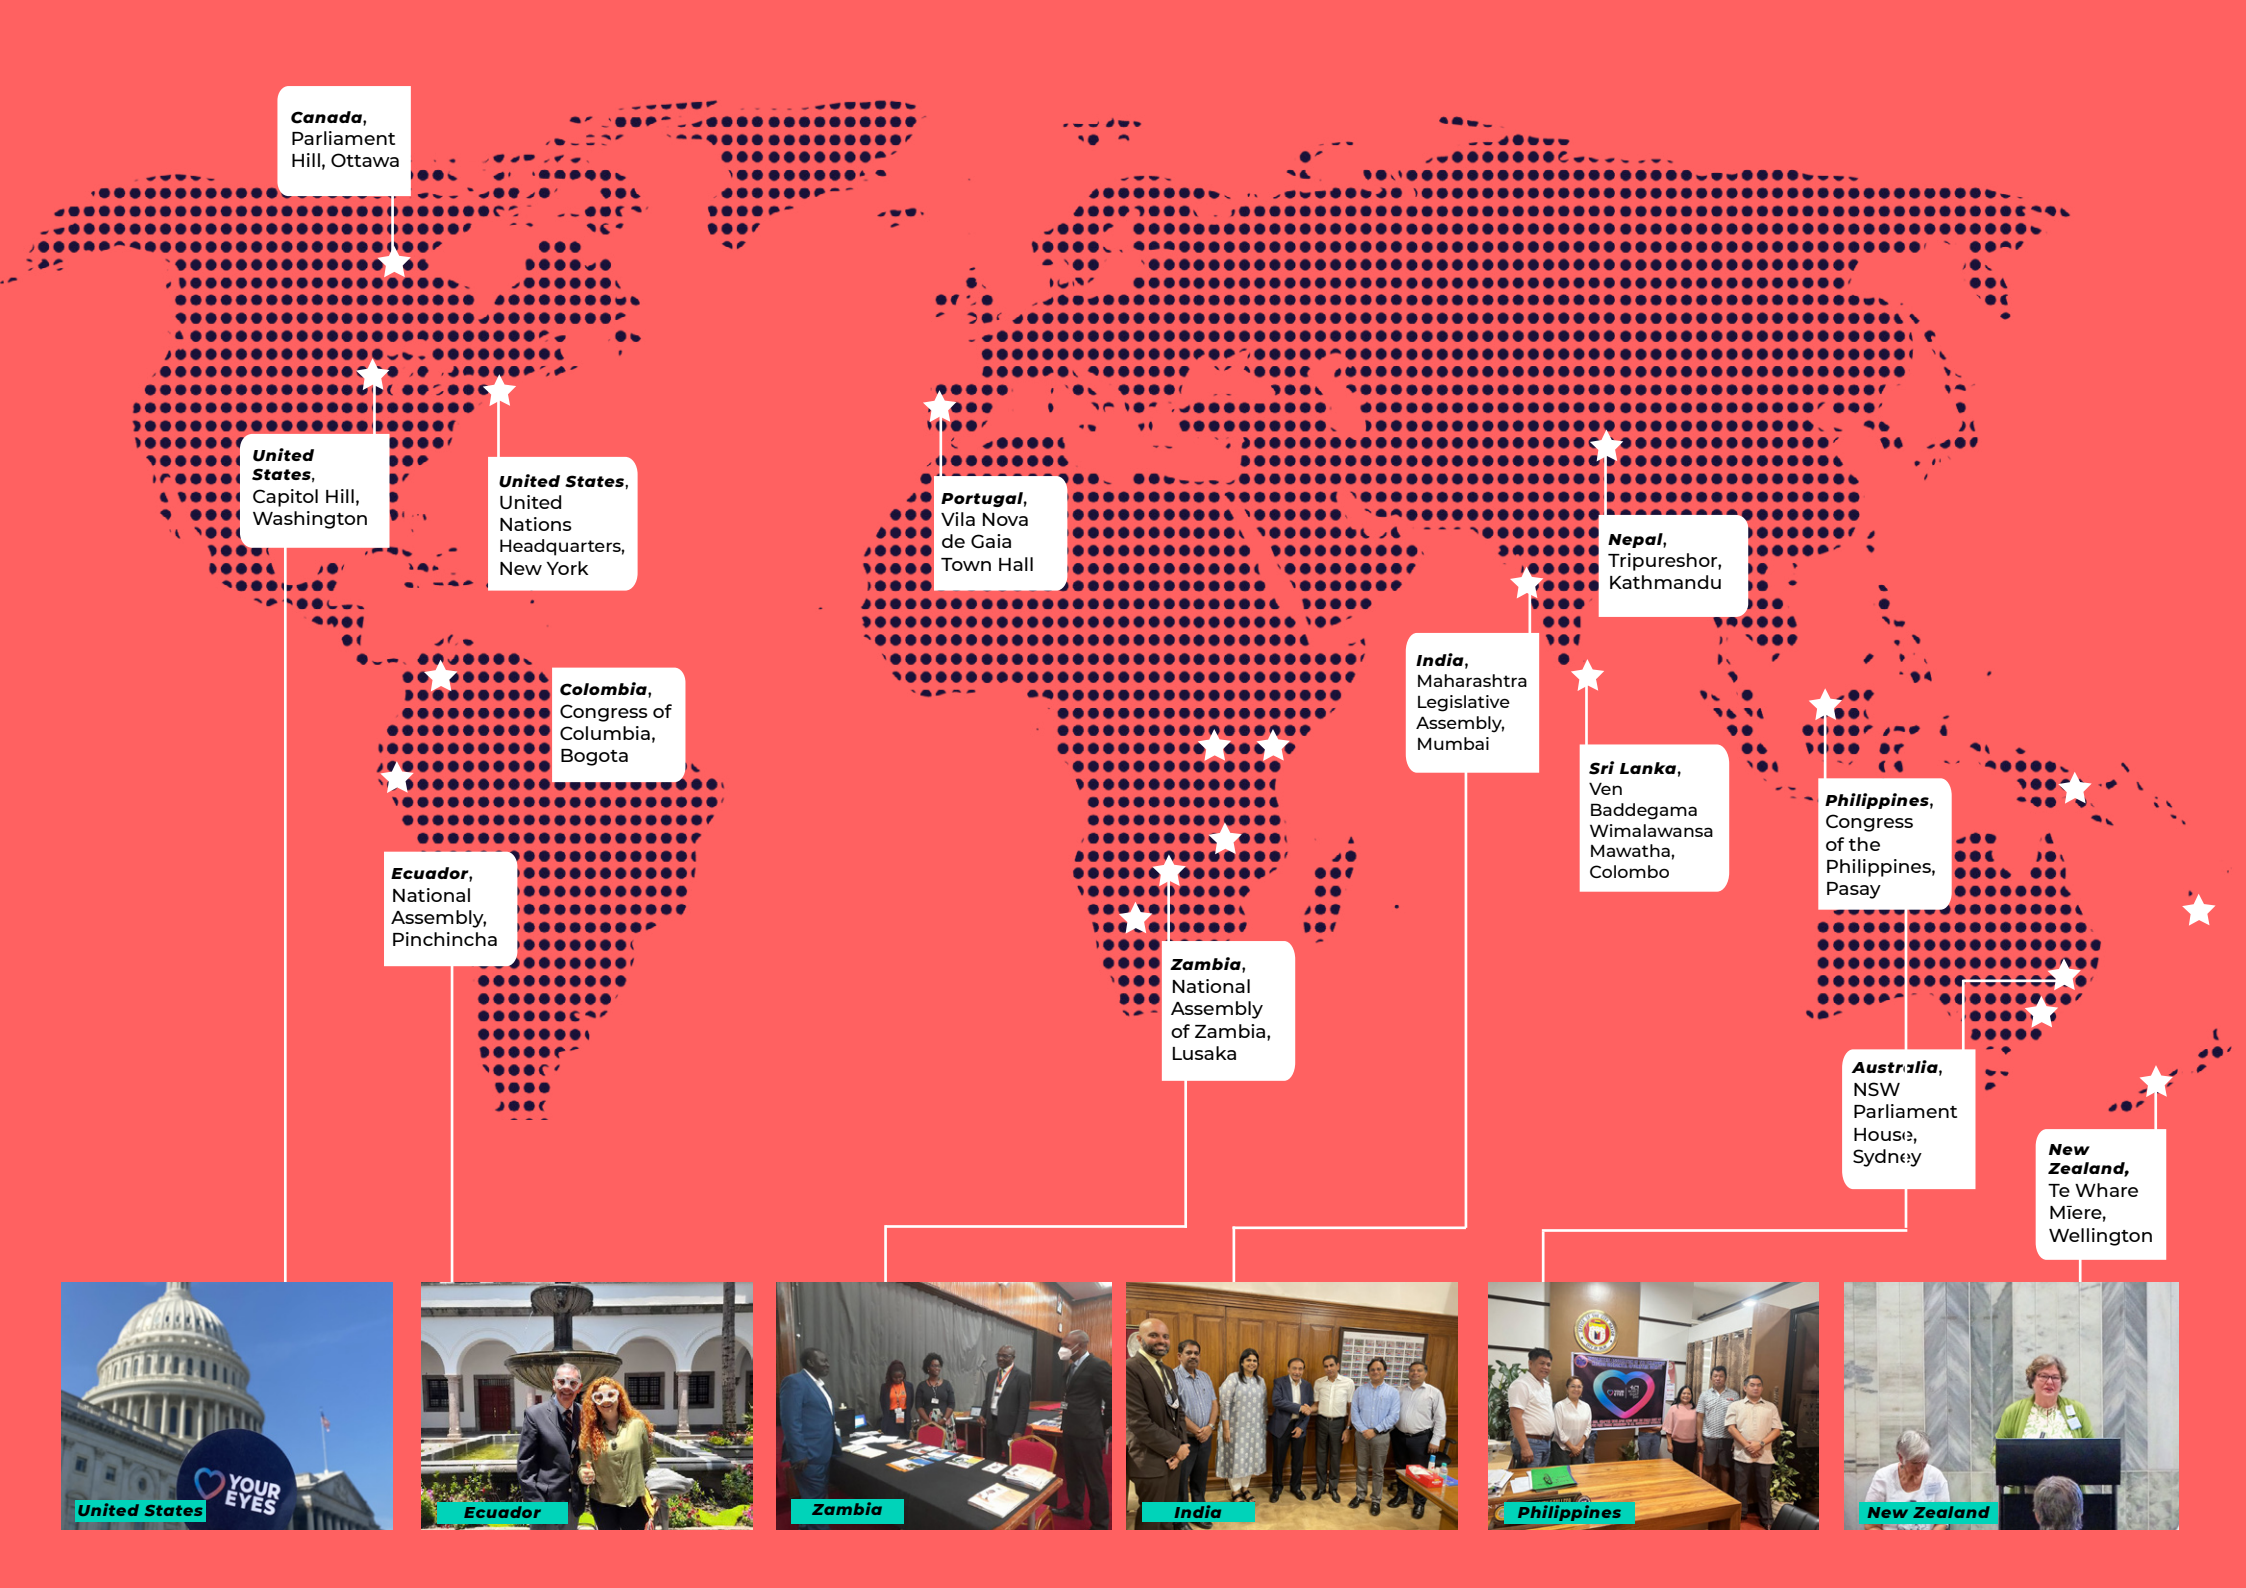 Canada,
Parliament
Hill, Ottawa
United
States,
Capitol Hill,
Washington
United States,
United
Nations
Headquarters,
New York
Portugal,
Vila Nova
de Gaia
Town Hall
Nepal,
Tripureshor,
Kathmandu
India,
Maharashtra
Legislative
Assembly,
Mumbai
Colombia,
Congress of
Columbia,
Bogota
Sri Lanka,
Ven
Baddegama
Wimalawansa
Mawatha,
Colombo
Philippines,
Congress
of the
Philippines,
Pasay
Ecuador,
National
Assembly,
Pinchincha
Zambia,
National
Assembly
of Zambia,
Lusaka
Australia,
NSW
Parliament
House,
Sydney
New
Zealand,
Te Whare
Mīere,
Wellington
YOUR
EYES
United States
Ecuador
Zambia
India
Philippines
New Zealand